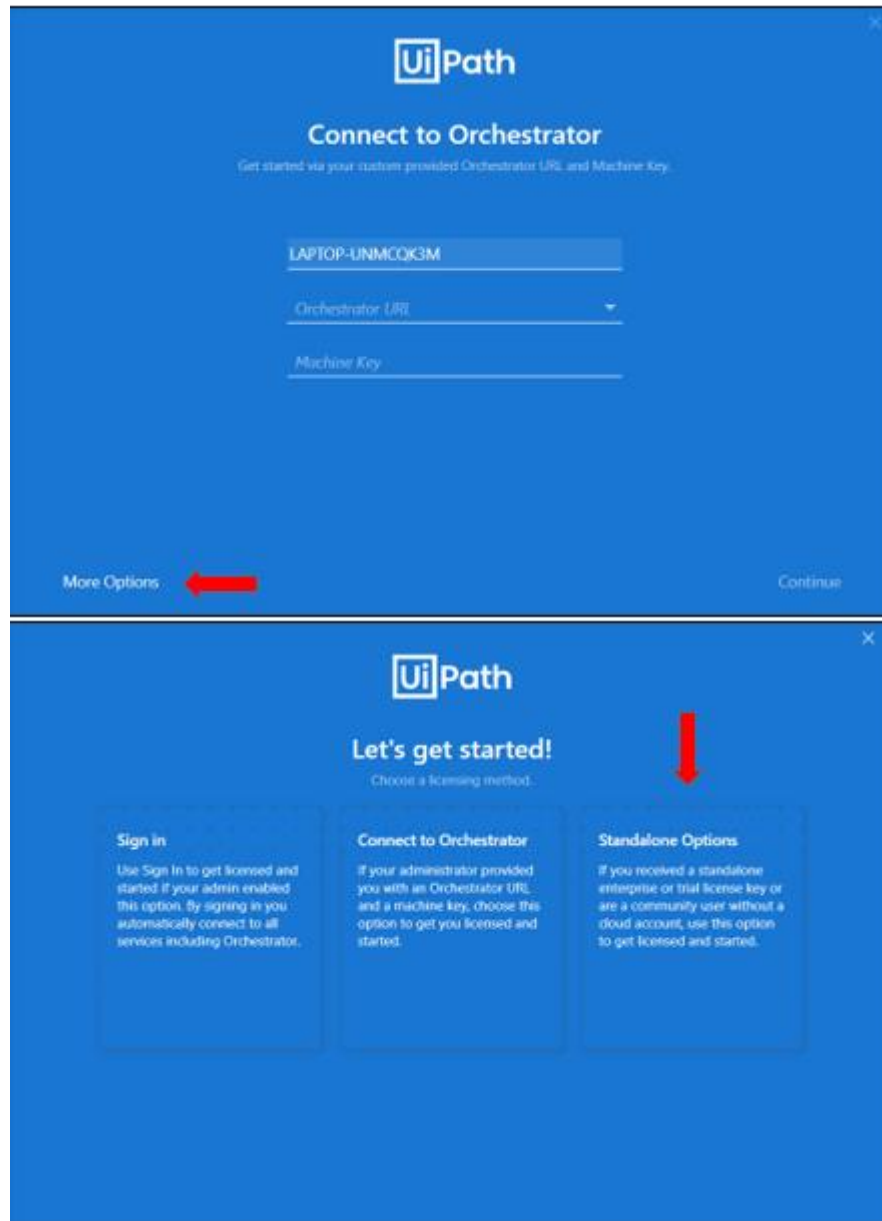 UiPath
Connect to Orchestrator
Get started via your custom provided Orchestrator URL and Machine Key.
LAPTOP-UNMCQK3M
Orchestrator URL
Machine Key
More Options
Continue
UiPath
Let's get started!
Choose a licensing method.
Sign in
Use Sign In to get licensed and
started if your admin enabled
this option. By signing in you
automatically connect to all
services including Orchestrator.
Connect to Orchestrator
If your administrator provided
you with an Orchestrator URL
and a machine key, choose this
option to get you licensed and
started.
Standalone Options
If you received a standalone
enterprise or trial license key or
are a community user without a
cloud account, use this option
to get licensed and started.